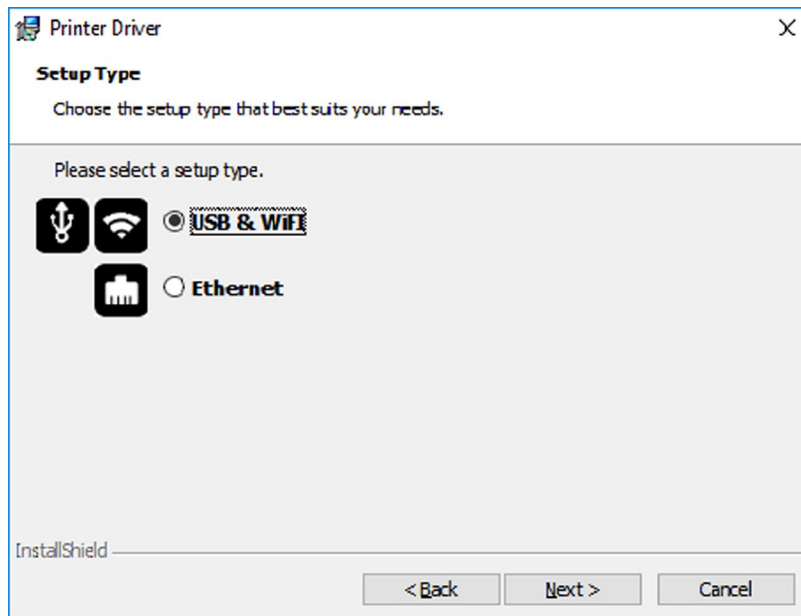 Printer Driver
Setup Type
Choose the setup type that best suits your needs.
Please select a setup type.
USB & WiFI
Ethernet
InstallShield
< Back
Next >
Cancel